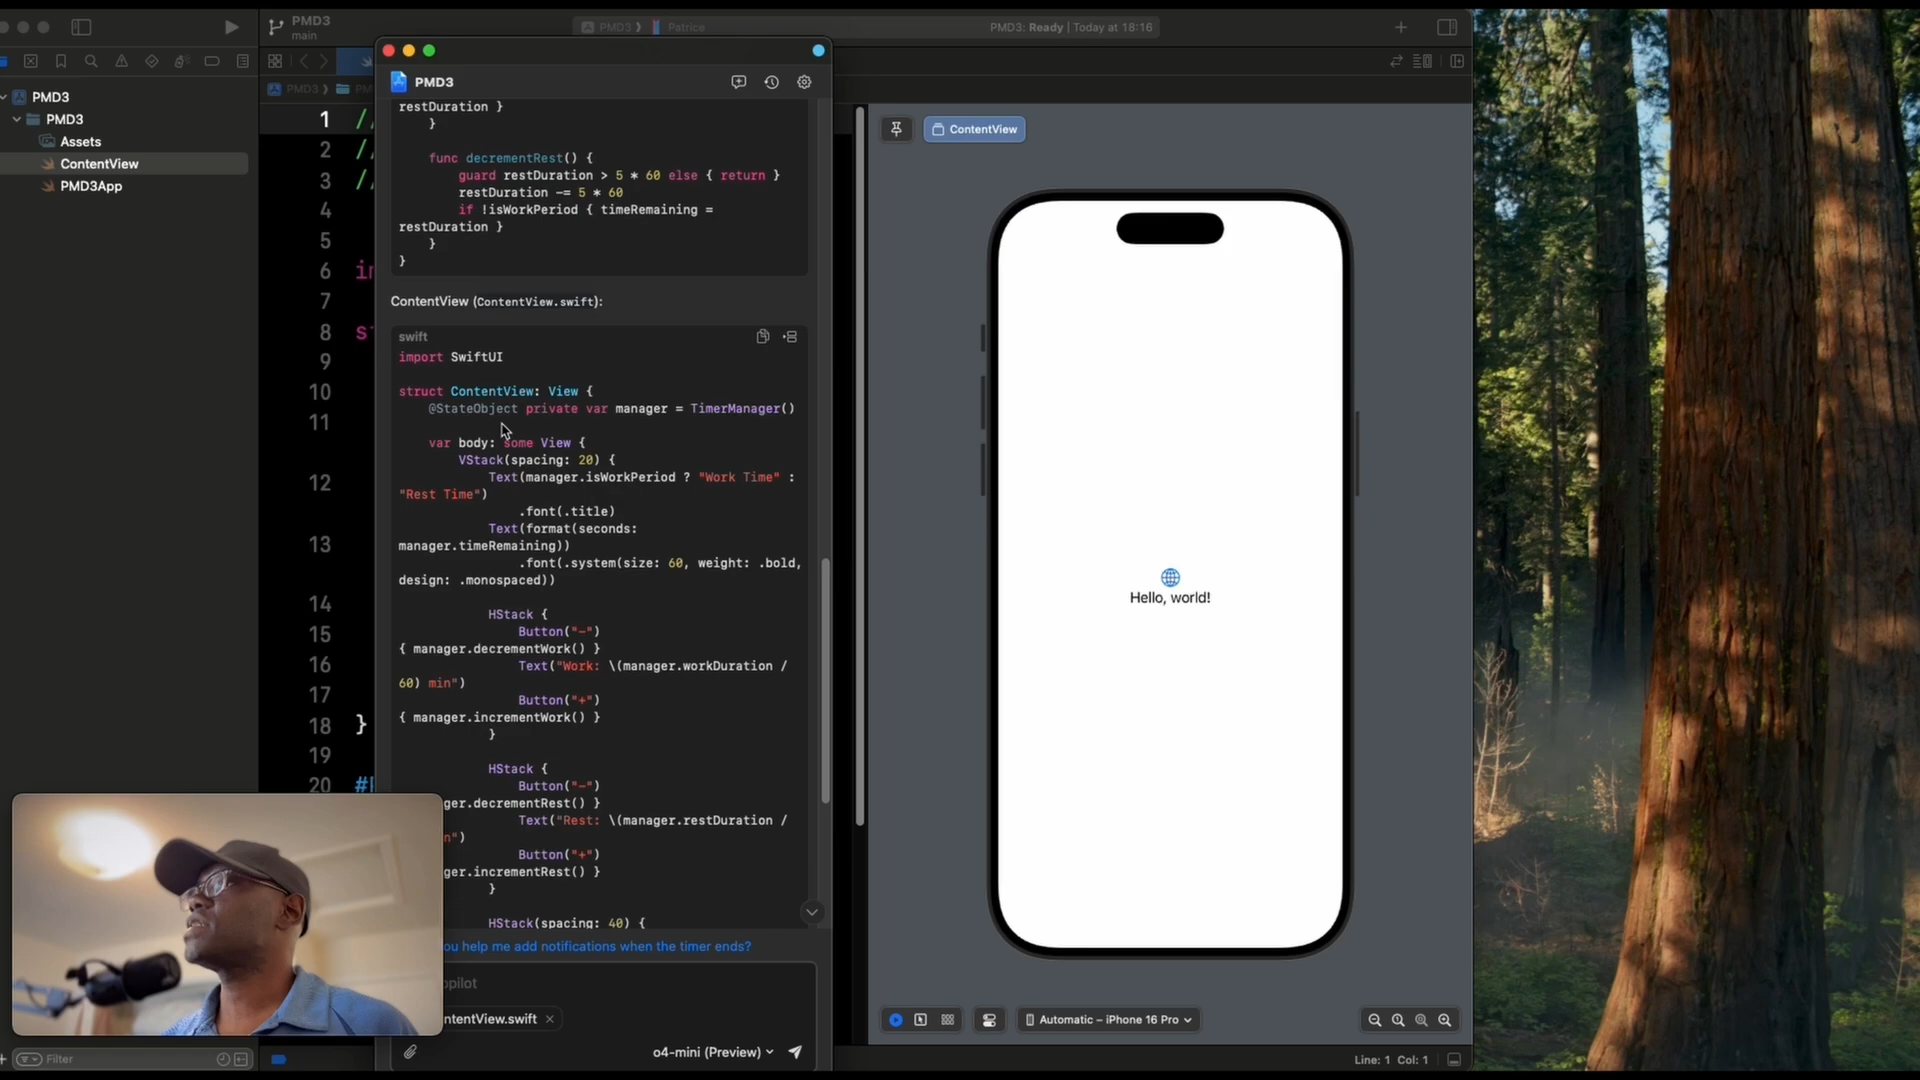 PMD3
main
PMD3
Patrice
PMD3: Ready | Today at 18:16
PMD3
PMD3
Assets
ContentView
PMD3App
Filter
PMD3
1
2
3
4
5
6
7
8
9
10
11
12
13
14
15
16
17
18 }
19
20
PMD3
restDuration }
}
func decrementRest() {
guard restDuration > 5 * 60 else { return }
restDuration -= 5 * 60
if !isWorkPeriod { timeRemaining =
restDuration }
}
}
ContentView (ContentView.swift):
swift
import SwiftUI
struct ContentView: View {
@StateObject private var manager = TimerManager()
var body: some View {
VStack(spacing: 20) {
Text(manager.isWorkPeriod ? "Work Time" :
"Rest Time")
.font(.title)
Text(format(seconds:
manager.timeRemaining))
.font(.system(size: 60, weight: .bold,
design: .monospaced))
HStack {
Button("−")
{ manager.decrementWork() }
Text("Work: \(manager.workDuration /
60) min")
Button("+")
{ manager.incrementWork() }
}
HStack {
Button("−")
ger.decrementRest() }
Text("Rest: \(manager.restDuration /
n")
Button("+")
ger.incrementRest() }
}
HStack(spacing: 40) {
ou help me add notifications when the timer ends?
pilot
ntentView.swift
o4-mini (Preview)
ContentView
Hello, world!
Automatic – iPhone 16 Pro
Line: 1 Col: 1